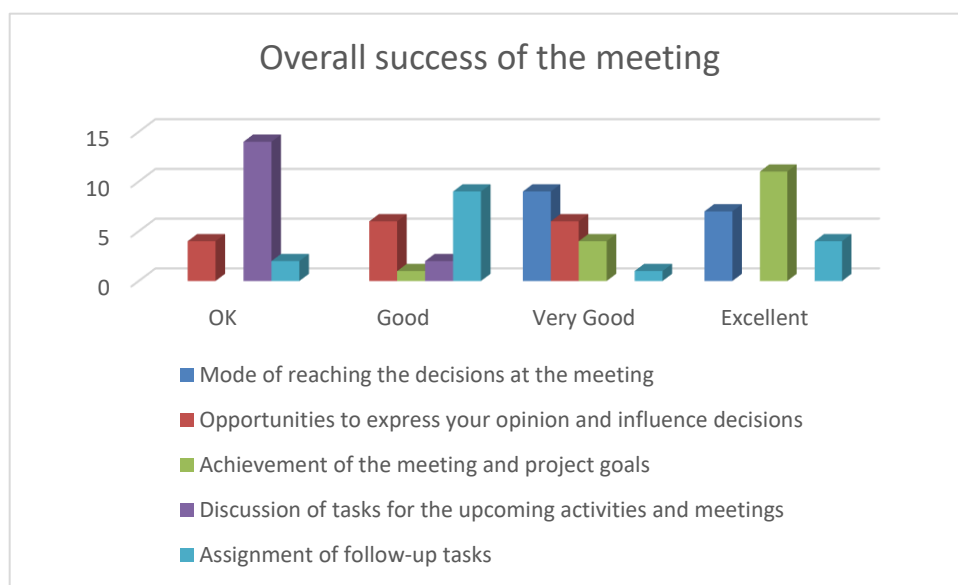 Overall success of the meeting
15
10
5
0
OK Good Very Good Excellent
Mode of reaching the decisions at the meeting
Opportunities to express your opinion and influence decisions
Achievement of the meeting and project goals
Discussion of tasks for the upcoming activities and meetings
Assignment of follow-up tasks